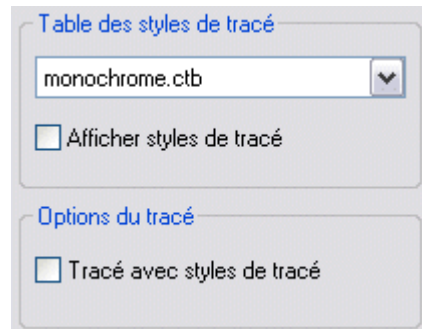 Table des styles de tracé
monochrome.ctb
Afficher styles de tracé
Options du tracé
Tracé avec styles de tracé